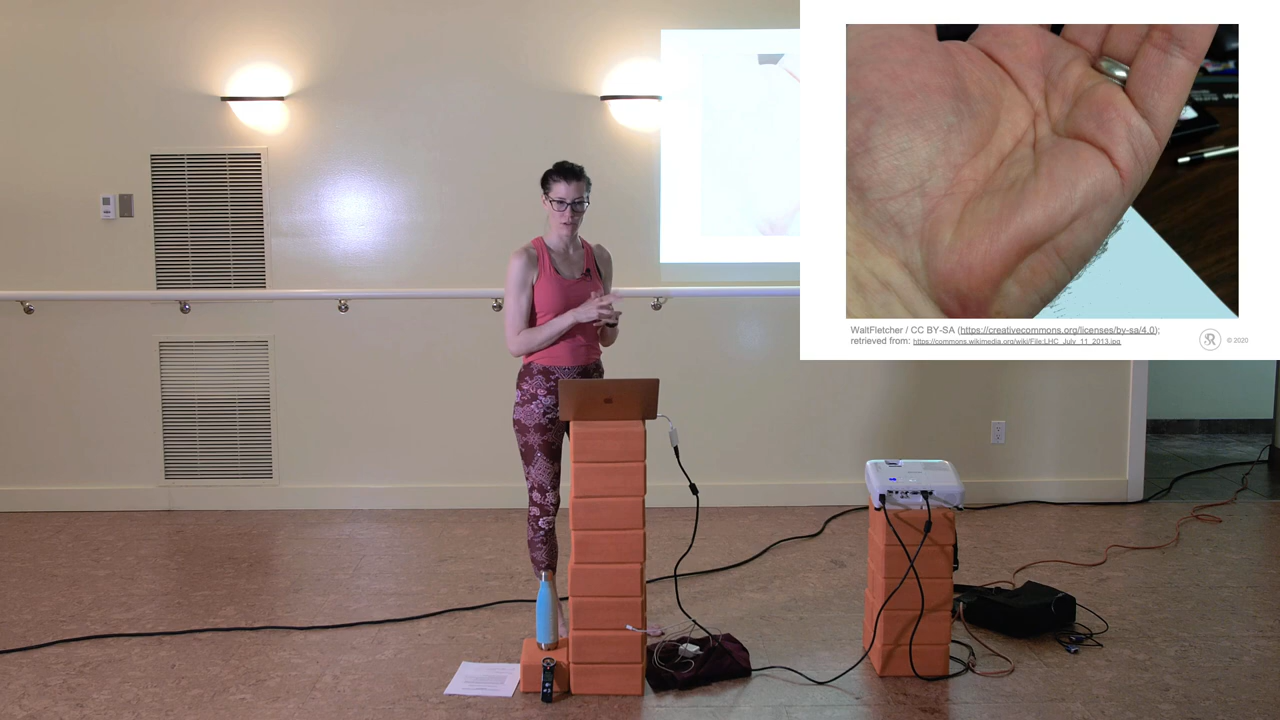 WaltFletcher / CC BY-SA (https://creativecommons.org/licenses/by-sa/4.0);
retrieved from: https://commons.wikimedia.org/wiki/File:LHC_July_11_2013.jpg
SR
© 2020